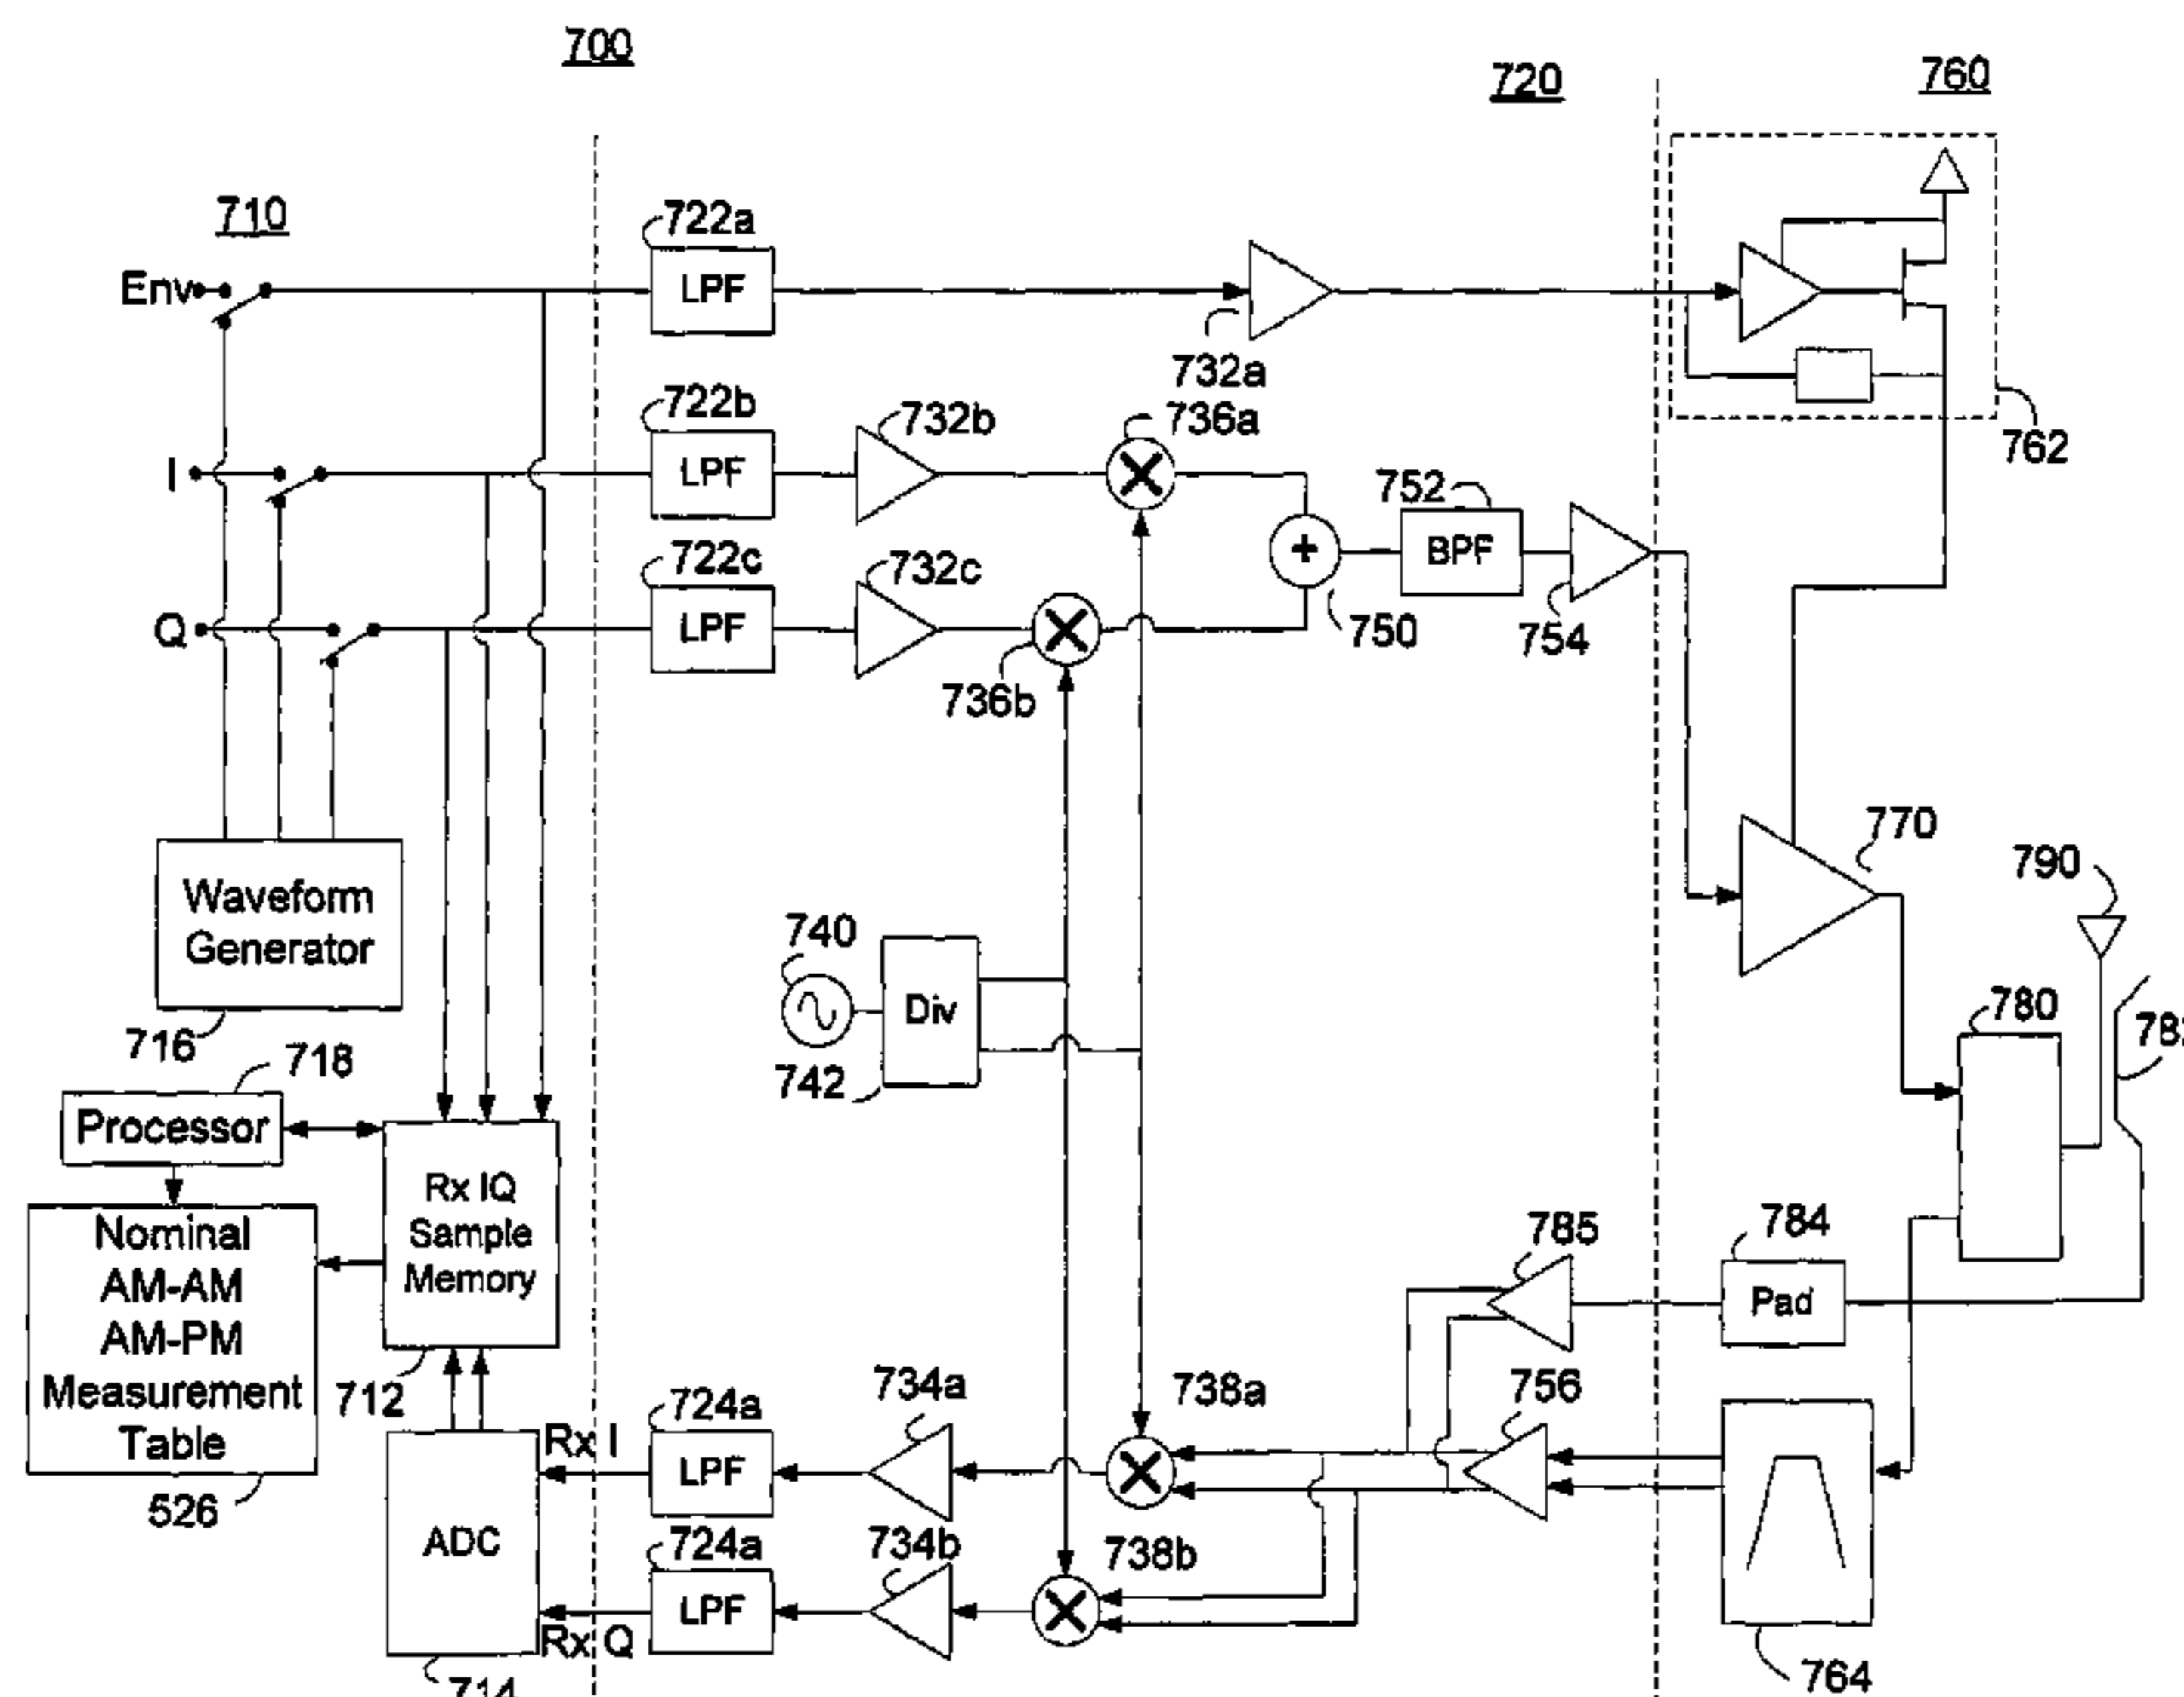 700
720
760
710
722a
Env
LPF
732a
762
722b
732b
736a
I
LPF
752
BPF
722c
732c
Q
LPF
736b
750
754
770
790
Waveform
Generator
740
Div
780
716
718
742
Processor
Rx IQ
Sample
Memory
Nominal
AM-AM
AM-PM
Measurement
Table
785
784
Pad
712
724a
734a
738a
756
Rx I
LPF
526
ADC
724a
734b
738b
Rx Q
LPF
764
714